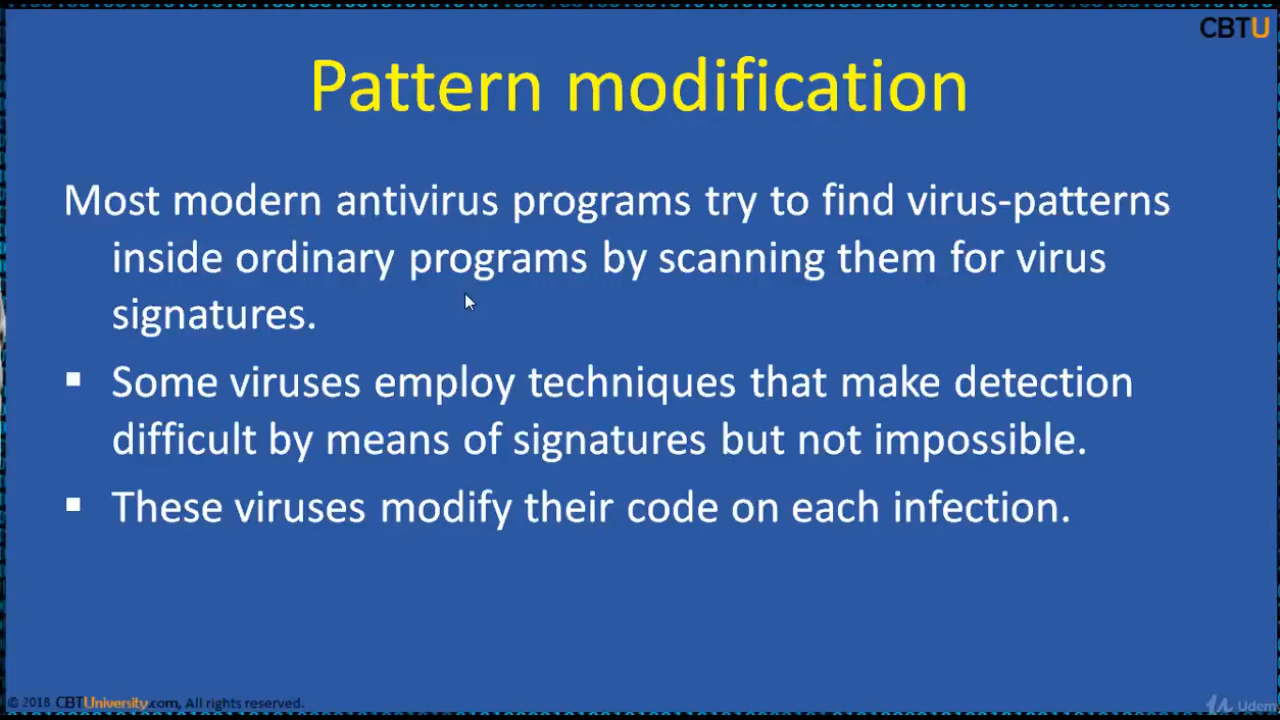 CBTU
Pattern modification
Most modern antivirus programs try to find virus-patterns
inside ordinary programs by scanning them for virus
signatures.
▪ Some viruses employ techniques that make detection
difficult by means of signatures but not impossible.
▪ These viruses modify their code on each infection.
© 2018 CBTUniversity.com, All rights reserved.